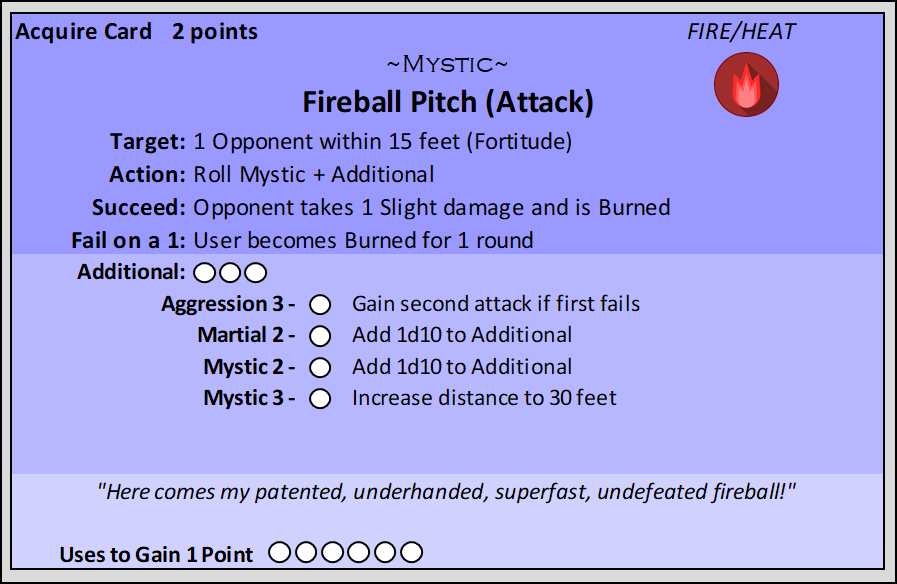 Acquire Card 2 points
FIRE/HEAT
~Mystic~
Fireball Pitch (Attack)
Target: 1 Opponent within 15 feet (Fortitude)
Action: Roll Mystic + Additional
Succeed: Opponent takes 1 Slight damage and is Burned
Fail on a 1: User becomes Burned for 1 round
Additional:
Aggression 3 - Gain second attack if first fails
Martial 2 - Add 1d10 to Additional
Mystic 2 - Add 1d10 to Additional
Mystic 3 - Increase distance to 30 feet
"Here comes my patented, underhanded, superfast, undefeated fireball!"
Uses to Gain 1 Point